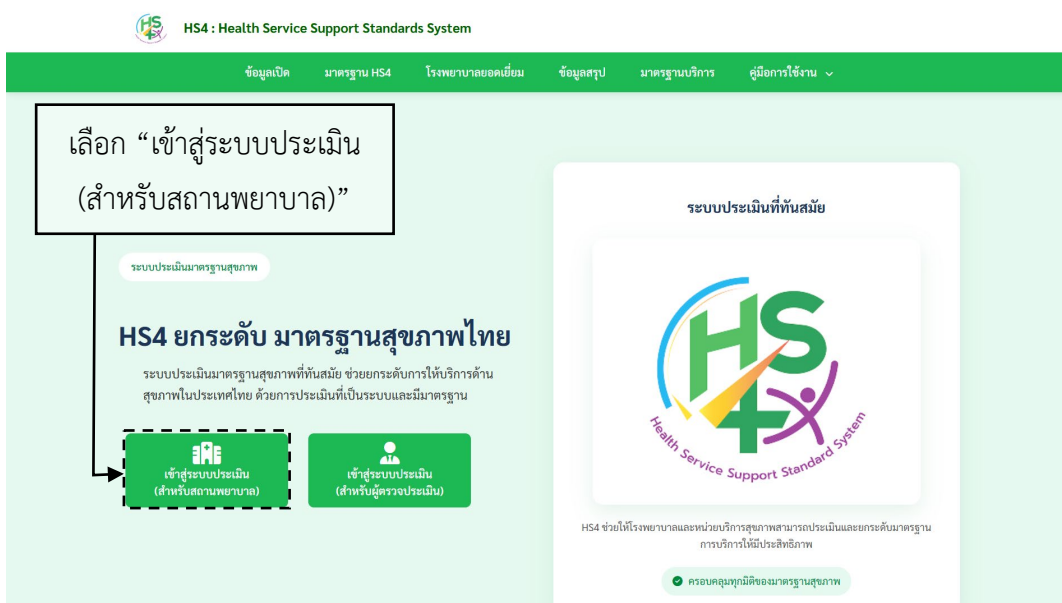 HS4 : Health Service Support Standards System
ข้อมูลเปิด มาตรฐาน HS4 โรงพยาบาลยอดเยี่ยม ข้อมูลสรุป มาตรฐานบริการ คู่มือการใช้งาน
เลือก “เข้าสู่ระบบประเมิน
(สำหรับสถานพยาบาล)”
ระบบประเมินมาตรฐานสุขภาพ
HS4 ยกระดับ มาตรฐานสุขภาพไทย
ระบบประเมินมาตรฐานสุขภาพที่ทันสมัย ช่วยยกระดับการให้บริการด้าน
สุขภาพในประเทศไทย ด้วยการประเมินที่เป็นระบบและมีมาตรฐาน
เข้าสู่ระบบประเมิน
(สำหรับสถานพยาบาล)
เข้าสู่ระบบประเมิน
(สำหรับผู้ตรวจประเมิน)
ระบบประเมินที่ทันสมัย
HS4
Health Service Support Standard System
HS4 ช่วยให้โรงพยาบาลและหน่วยบริการสุขภาพสามารถประเมินและยกระดับมาตรฐาน
การบริการให้มีประสิทธิภาพ
ครอบคลุมทุกมิติของมาตรฐานสุขภาพ